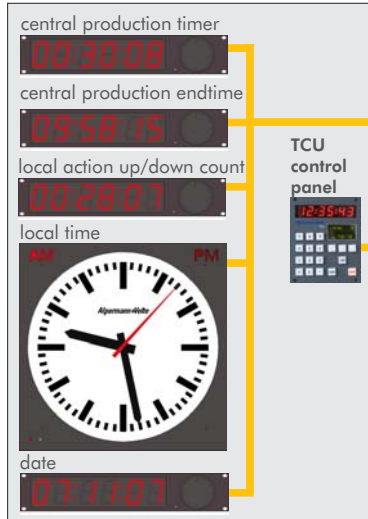 central production timer
00:30:08
central production endtime
09:58:15
local action up/down count
00:28:07
local time
AM PM
Alpermann+Velte
date
07:11:07
TCU
control
panel
12:35:43